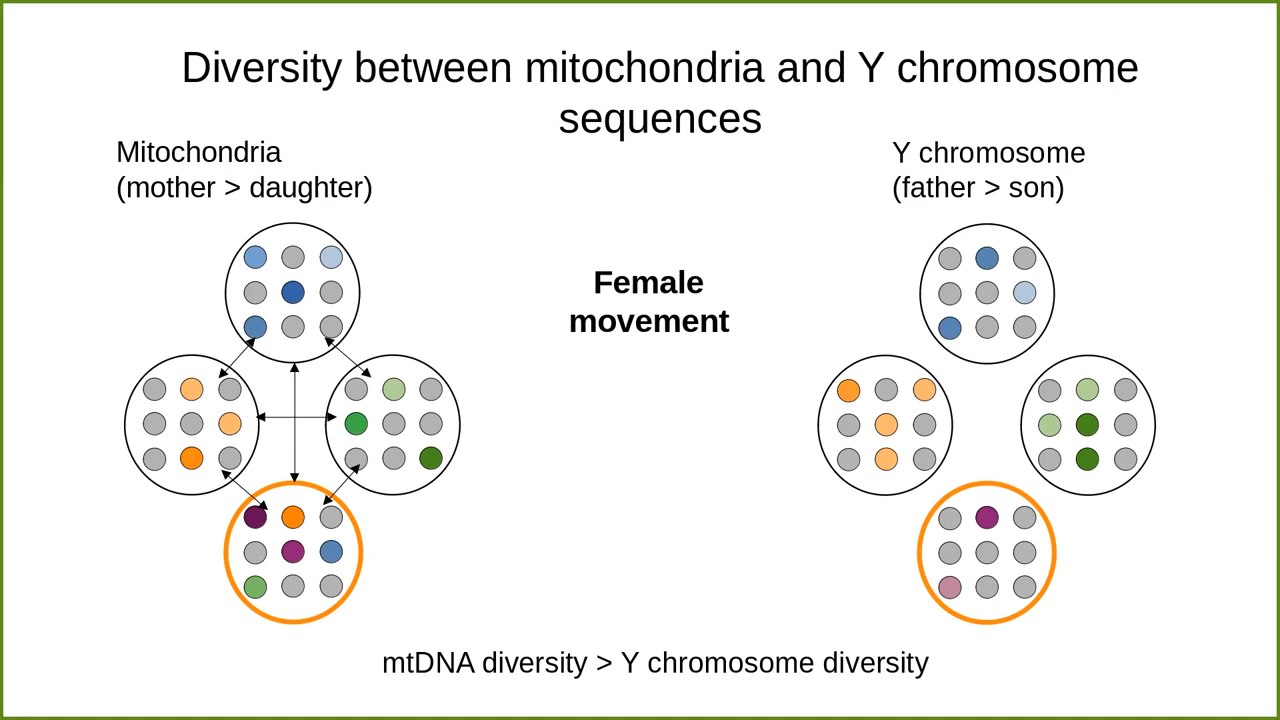 Diversity between mitochondria and Y chromosome
sequences
Mitochondria
(mother > daughter)
Y chromosome
(father > son)
Female
movement
mtDNA diversity > Y chromosome diversity